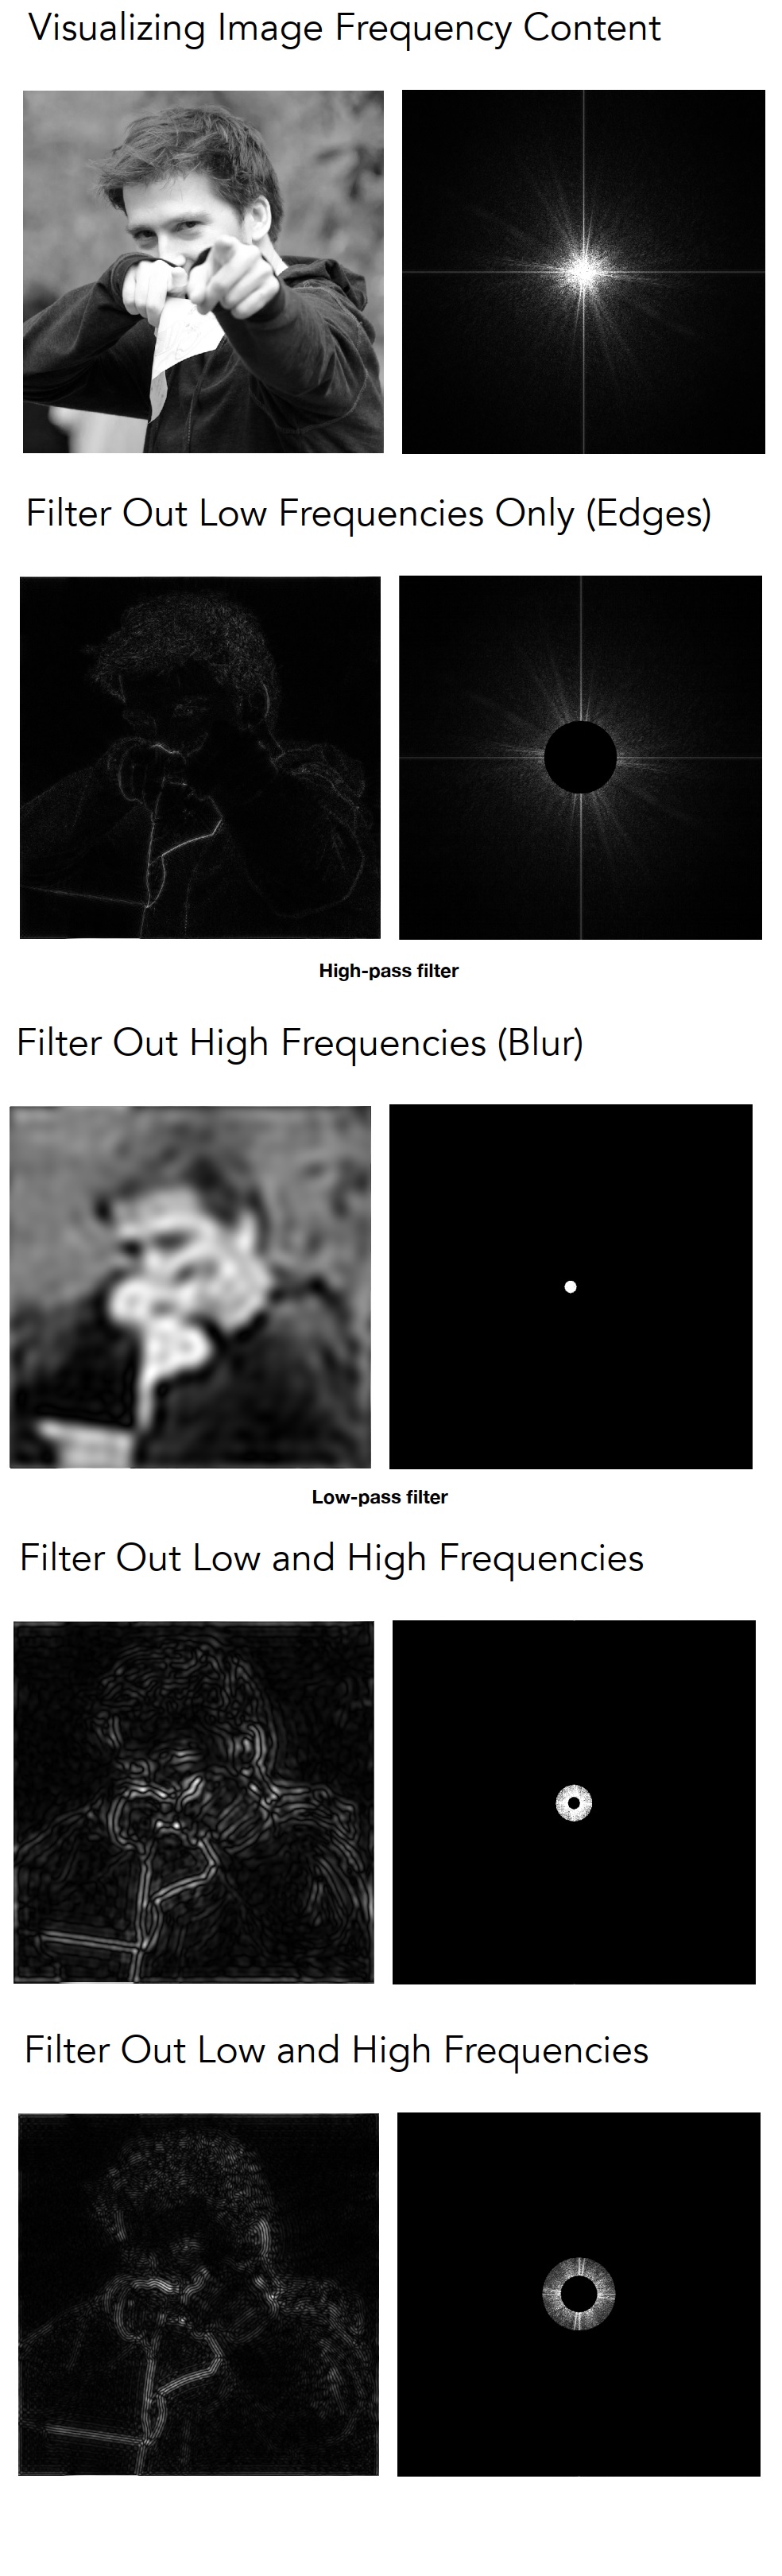 Visualizing Image Frequency Content
Filter Out Low Frequencies Only (Edges)
High-pass filter
Filter Out High Frequencies (Blur)
Low-pass filter
Filter Out Low and High Frequencies
Filter Out Low and High Frequencies